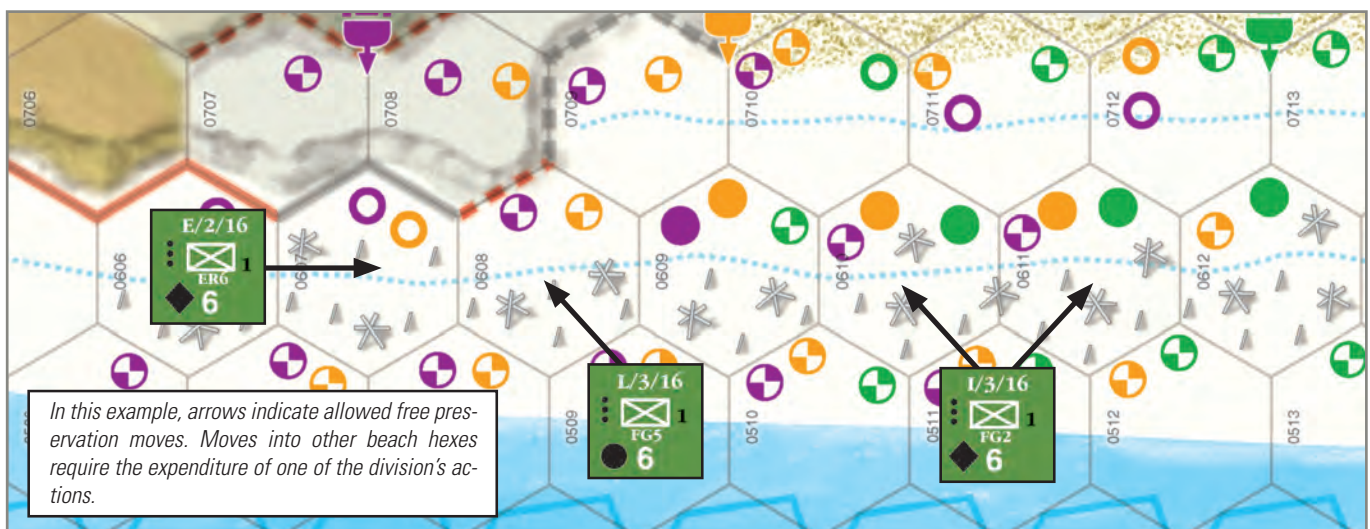 0706
0707
0708
0709
0710
0711
0712
0713
0606
0607
0608
0609
0610
0611
0612
E/2/16
1
ER6
6
L/3/16
1
FG5
6
I/3/16
1
FG2
6
0509
0510
0511
0512
0513
In this example, arrows indicate allowed free pres-
ervation moves. Moves into other beach hexes
require the expenditure of one of the division's ac-
tions.